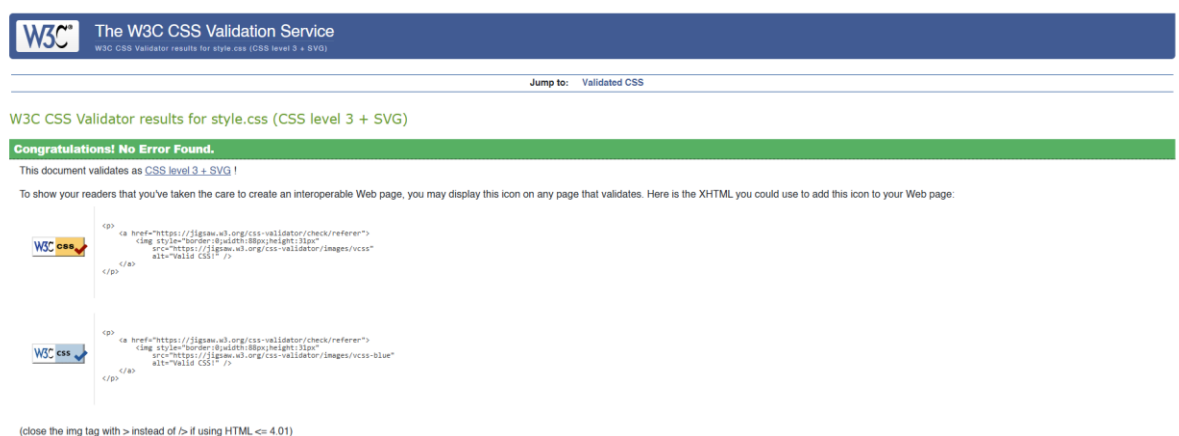 W3C®
The W3C CSS Validation Service
W3C CSS Validator results for style.css (CSS level 3 + SVG)
Jump to: Validated CSS
W3C CSS Validator results for style.css (CSS level 3 + SVG)
Congratulations! No Error Found.
This document validates as CSS level 3 + SVG !
To show your readers that you've taken the care to create an interoperable Web page, you may display this icon on any page that validates. Here is the XHTML you could use to add this icon to your Web page:
W3C css
<p>
<a href="https://jigsaw.w3.org/css-validator/check/referer">
<img style="border:0;width:88px;height:31px"
src="https://jigsaw.w3.org/css-validator/images/vcss"
alt="Valid CSS!" />
</a>
</p>
W3C css
<p>
<a href="https://jigsaw.w3.org/css-validator/check/referer">
<img style="border:0;width:88px;height:31px"
src="https://jigsaw.w3.org/css-validator/images/vcss-blue"
alt="Valid CSS!" />
</a>
</p>
(close the img tag with > instead of /> if using HTML <= 4.01)